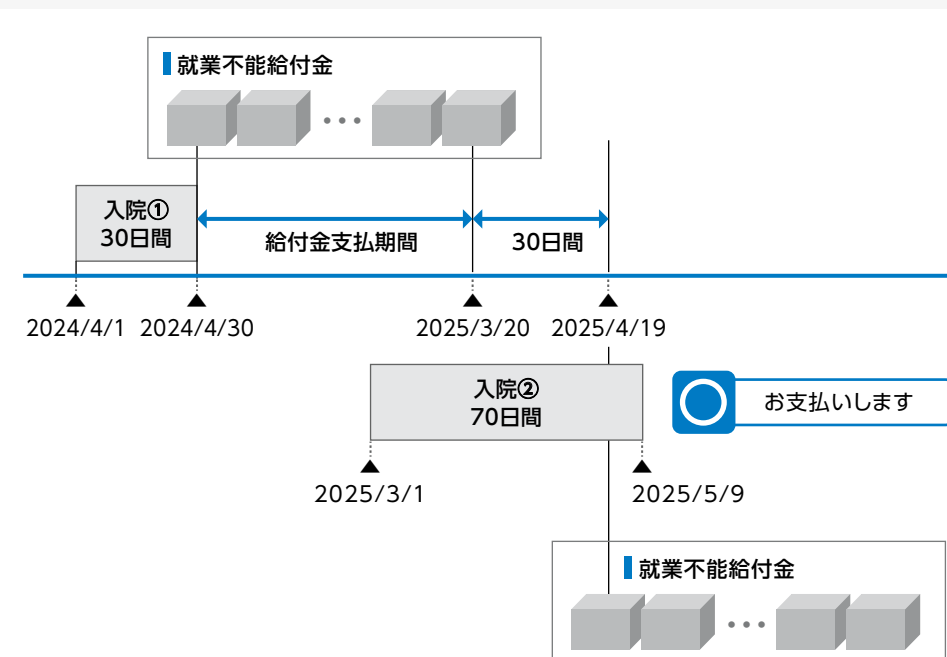 就業不能給付金
入院①
30日間
給付金支払期間
30日間
2024/4/1
2024/4/30
2025/3/20
2025/4/19
入院②
70日間
お支払いします
2025/3/1
2025/5/9
就業不能給付金